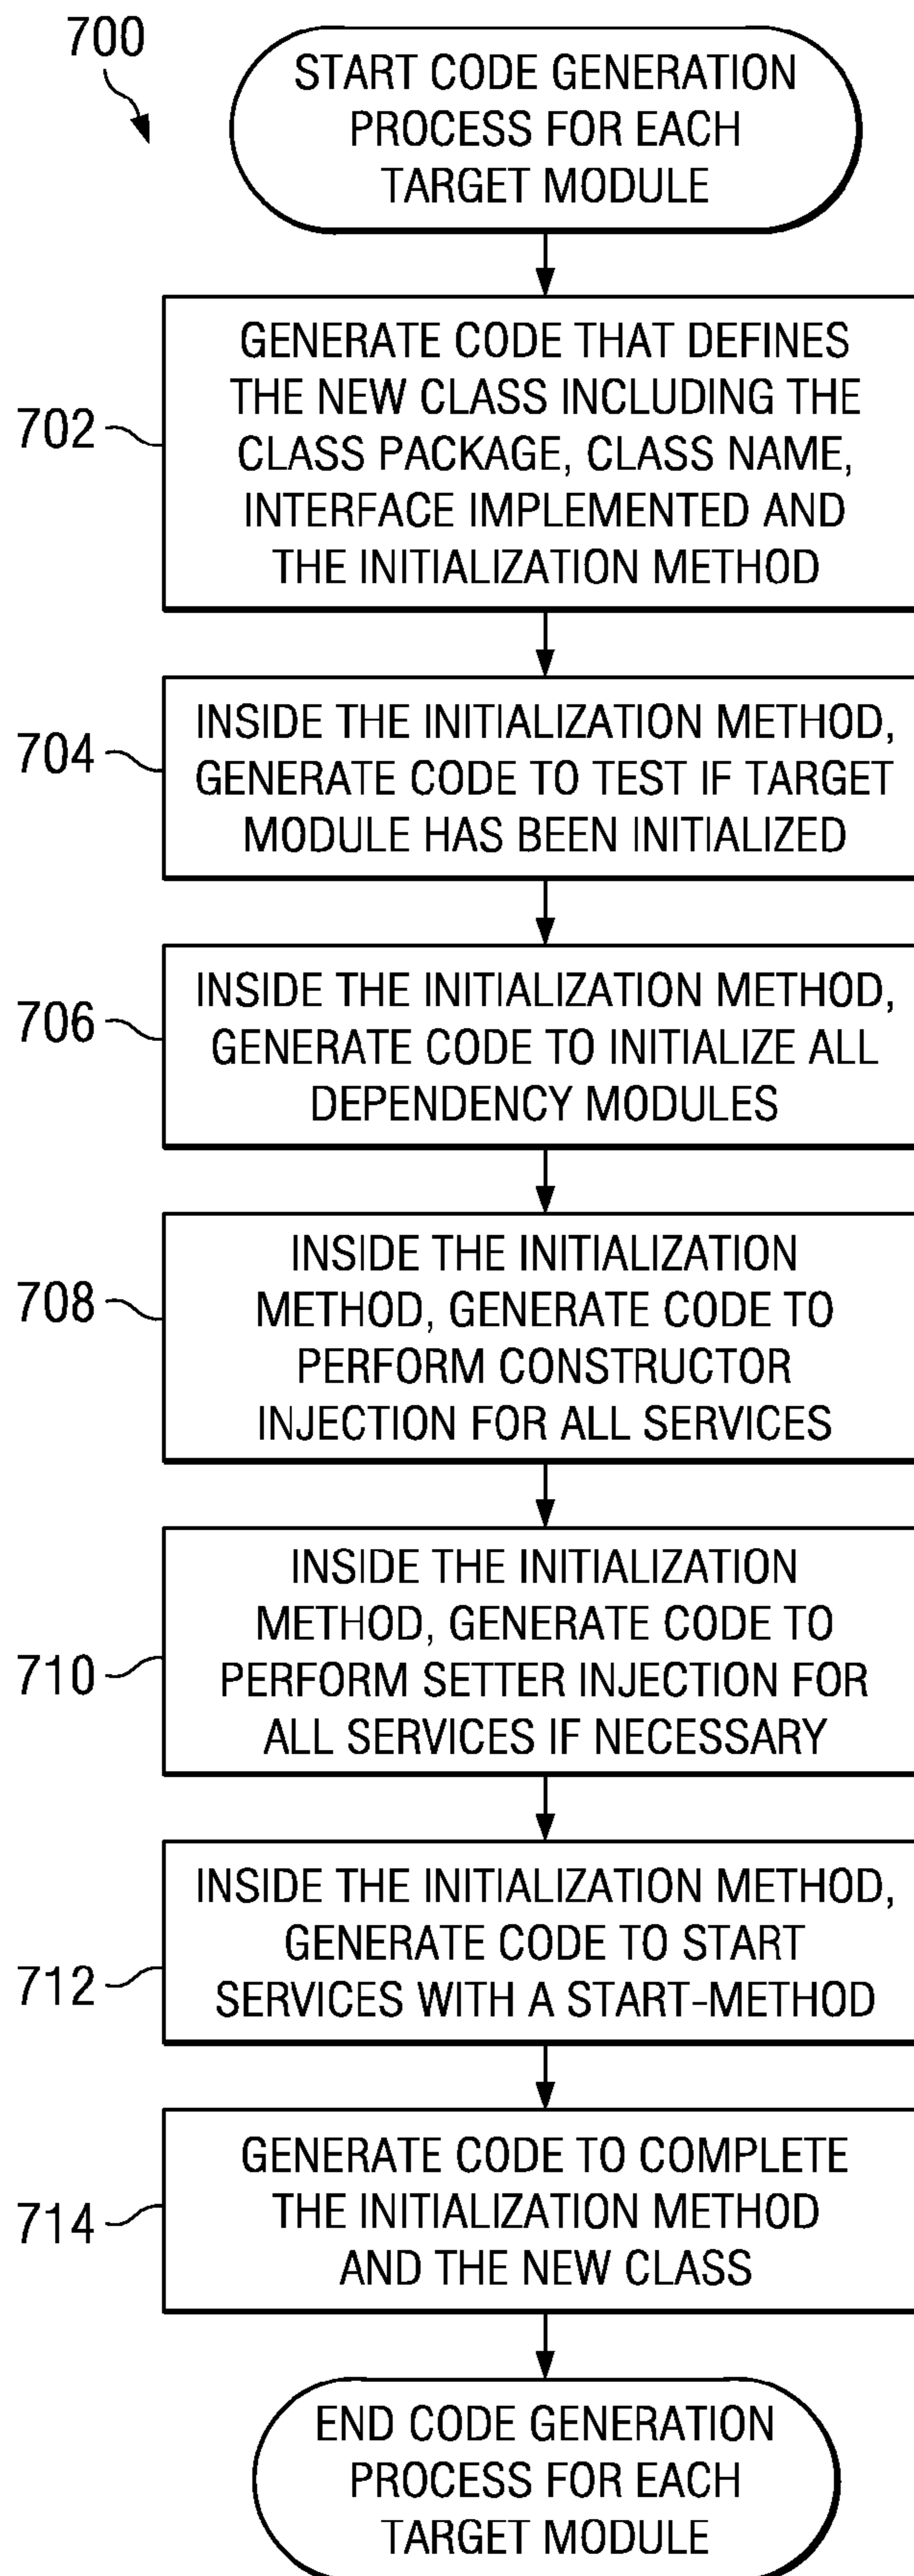 700
START CODE GENERATION
PROCESS FOR EACH
TARGET MODULE
702
GENERATE CODE THAT DEFINES
THE NEW CLASS INCLUDING THE
CLASS PACKAGE, CLASS NAME,
INTERFACE IMPLEMENTED AND
THE INITIALIZATION METHOD
704
INSIDE THE INITIALIZATION METHOD,
GENERATE CODE TO TEST IF TARGET
MODULE HAS BEEN INITIALIZED
706
INSIDE THE INITIALIZATION METHOD,
GENERATE CODE TO INITIALIZE ALL
DEPENDENCY MODULES
708
INSIDE THE INITIALIZATION
METHOD, GENERATE CODE TO
PERFORM CONSTRUCTOR
INJECTION FOR ALL SERVICES
710
INSIDE THE INITIALIZATION
METHOD, GENERATE CODE TO
PERFORM SETTER INJECTION FOR
ALL SERVICES IF NECESSARY
712
INSIDE THE INITIALIZATION METHOD,
GENERATE CODE TO START
SERVICES WITH A START-METHOD
714
GENERATE CODE TO COMPLETE
THE INITIALIZATION METHOD
AND THE NEW CLASS
END CODE GENERATION
PROCESS FOR EACH
TARGET MODULE